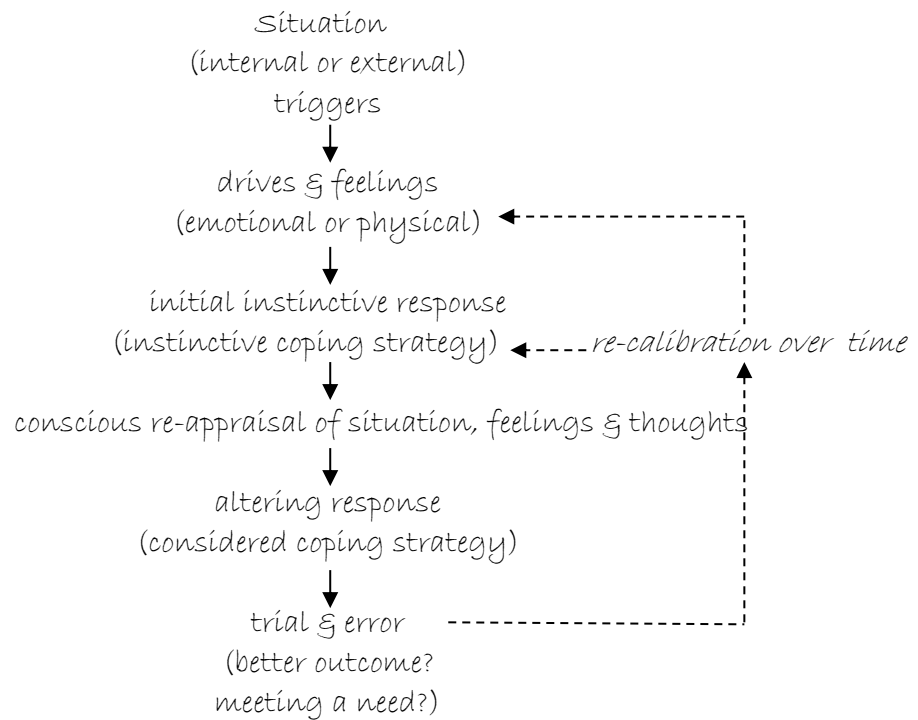 Situation
(internal or external)
triggers
drives & feelings
(emotional or physical)
initial instinctive response
(instinctive coping strategy)
re-calibration over time
conscious re-appraisal of situation, feelings & thoughts
altering response
(considered coping strategy)
trial & error
(better outcome?
meeting a need?)